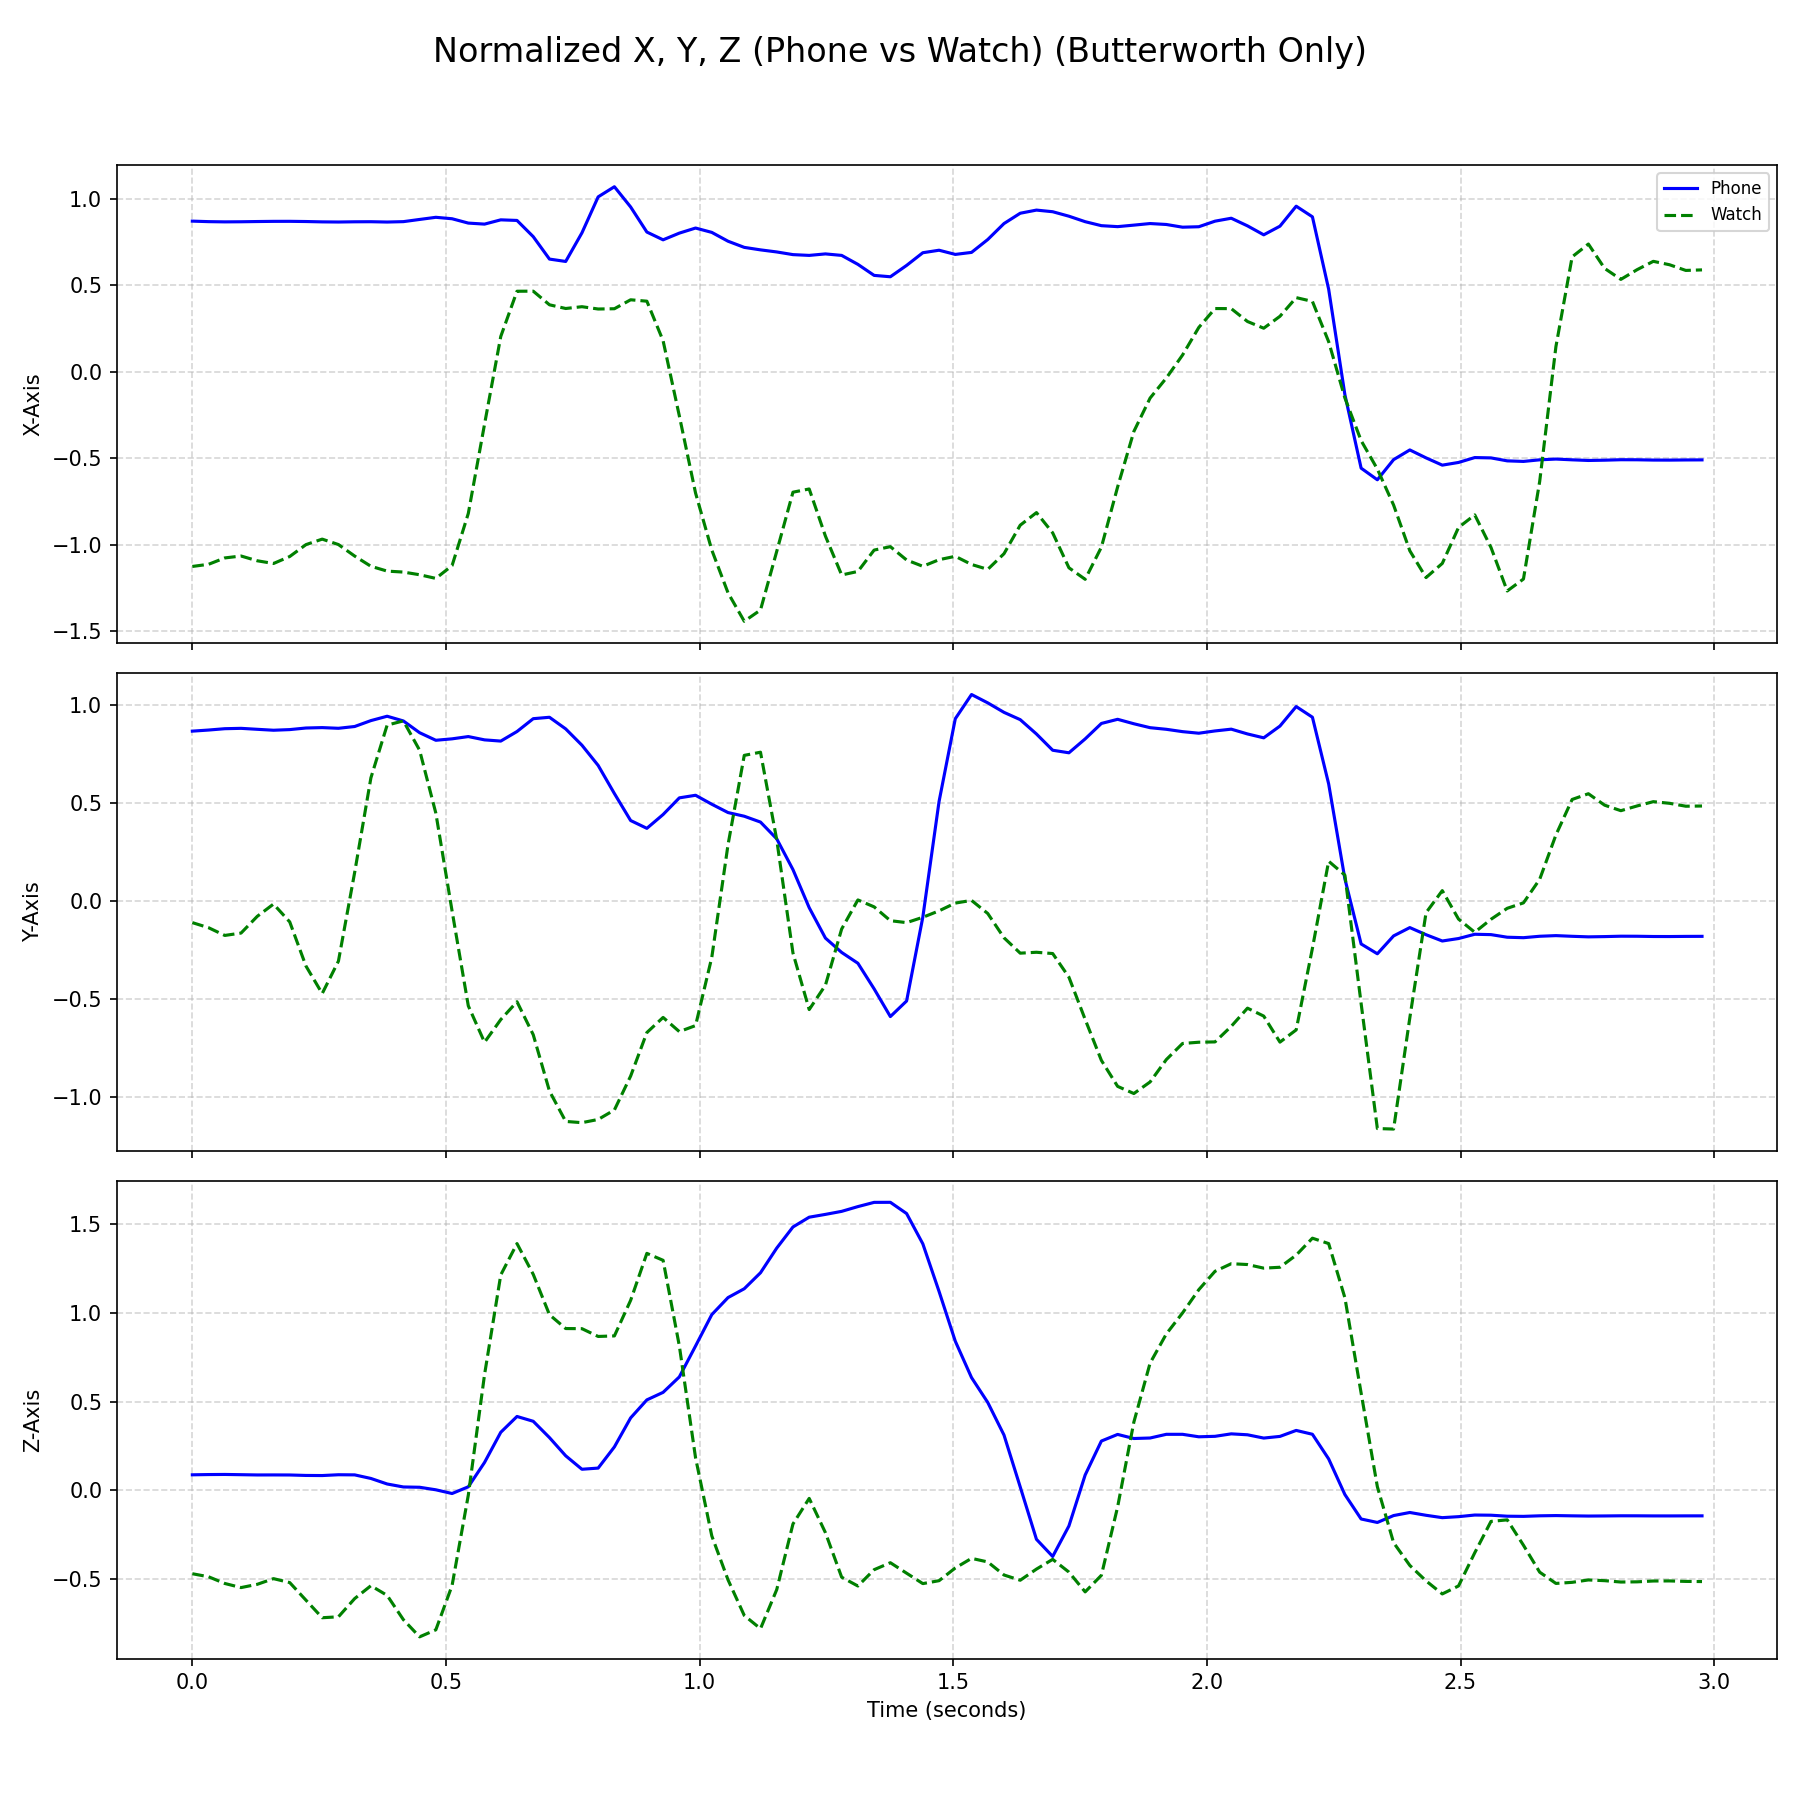 Normalized X, Y, Z (Phone vs Watch) (Butterworth Only)
Phone
Watch
1.0
0.5
0.0
−0.5
−1.0
−1.5
X-Axis
1.0
0.5
0.0
−0.5
−1.0
Y-Axis
1.5
1.0
0.5
0.0
−0.5
Z-Axis
0.0 0.5 1.0 1.5 2.0 2.5 3.0
Time (seconds)